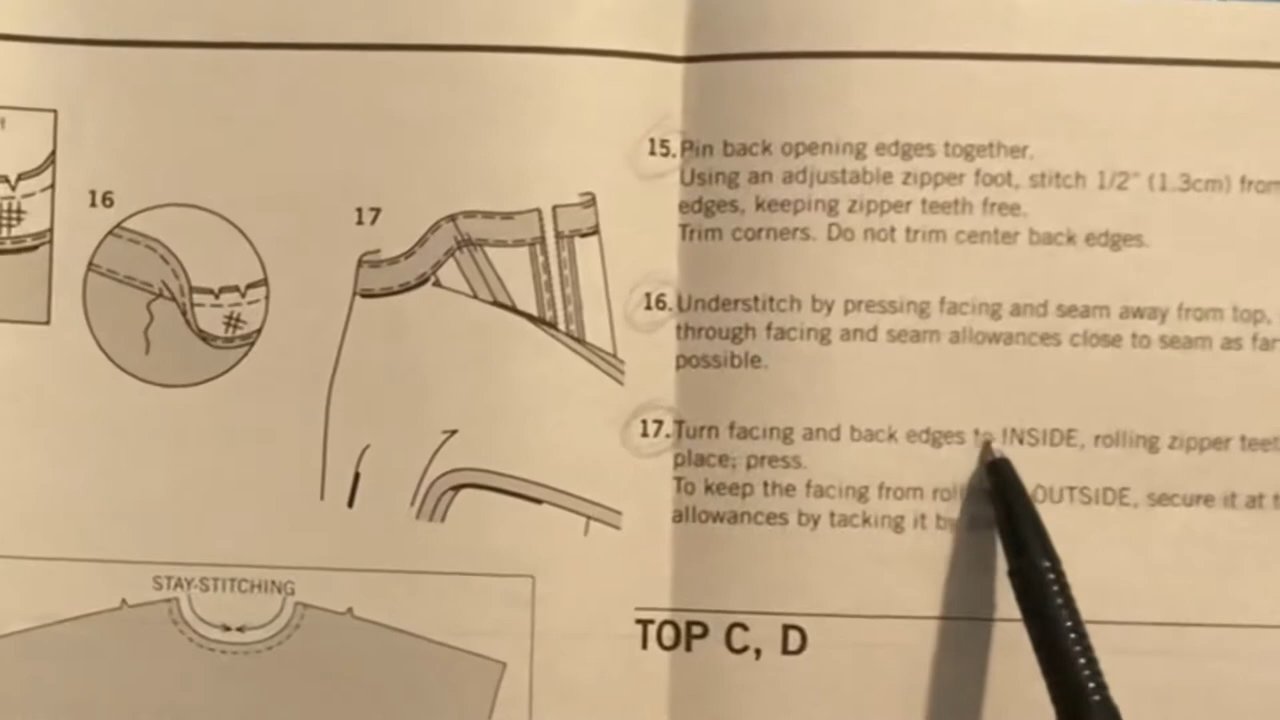 16
17
15. Pin back opening edges together.
Using an adjustable zipper foot, stitch 1/2" (1.3cm) from
edges, keeping zipper teeth free.
Trim corners. Do not trim center back edges.
16. Understitch by pressing facing and seam away from top,
through facing and seam allowances close to seam as far
possible.
17. Turn facing and back edges to INSIDE, rolling zipper
place; press.
To keep the facing from OUTSIDE, secure it at
allowances by tacking it
STAY-STITCHING
TOP C, D